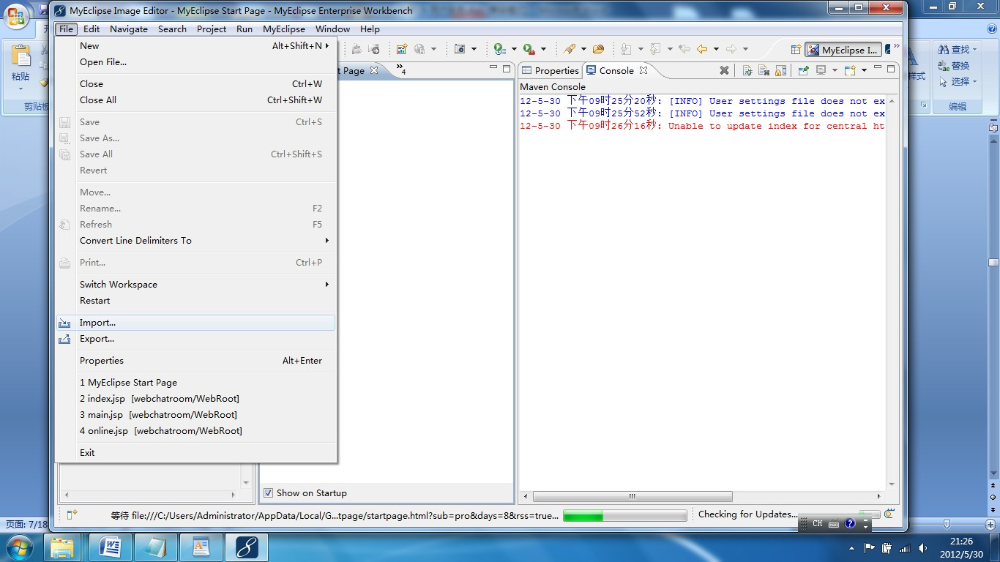 MyEclipse Image Editor - MyEclipse Start Page - MyEclipse Enterprise Workbench
File Edit Navigate Search Project Run MyEclipse Window Help
New Alt+Shift+N
Open File...
Close Ctrl+W
Close All Ctrl+Shift+W
Save Ctrl+S
Save As...
Save All Ctrl+Shift+S
Revert
Move...
Rename... F2
Refresh F5
Convert Line Delimiters To
Print... Ctrl+P
Switch Workspace
Restart
Import...
Export...
Properties Alt+Enter
1 MyEclipse Start Page
2 index.jsp [webchatroom/WebRoot]
3 main.jsp [webchatroom/WebRoot]
4 online.jsp [webchatroom/WebRoot]
Exit
MyEclipse I...
t Page
4
Properties Console
Maven Console
12-5-30 下午09时25分20秒: [INFO] User settings file does not ex
12-5-30 下午09时25分52秒: [INFO] User settings file does not ex
12-5-30 下午09时26分16秒: Unable to update index for central ht
Show on Startup
等待 file:///C:/Users/Administrator/AppData/Local/G...tpage/startpage.html?sub=pro&days=8&rss=true...
Checking for Updates...
粘贴
剪贴板
查找
替换
选择
样式
编辑
页面: 7/18
CH
21:26
2012/5/30